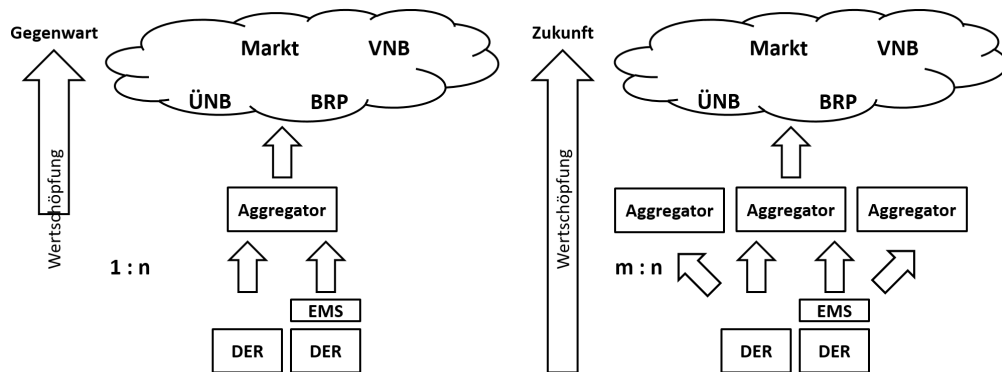 Gegenwart
Markt
VNB
ÜNB
BRP
Wertschöpfung
Aggregator
1 : n
EMS
DER
DER
Zukunft
Markt
VNB
ÜNB
BRP
Wertschöpfung
Aggregator
Aggregator
Aggregator
m : n
EMS
DER
DER